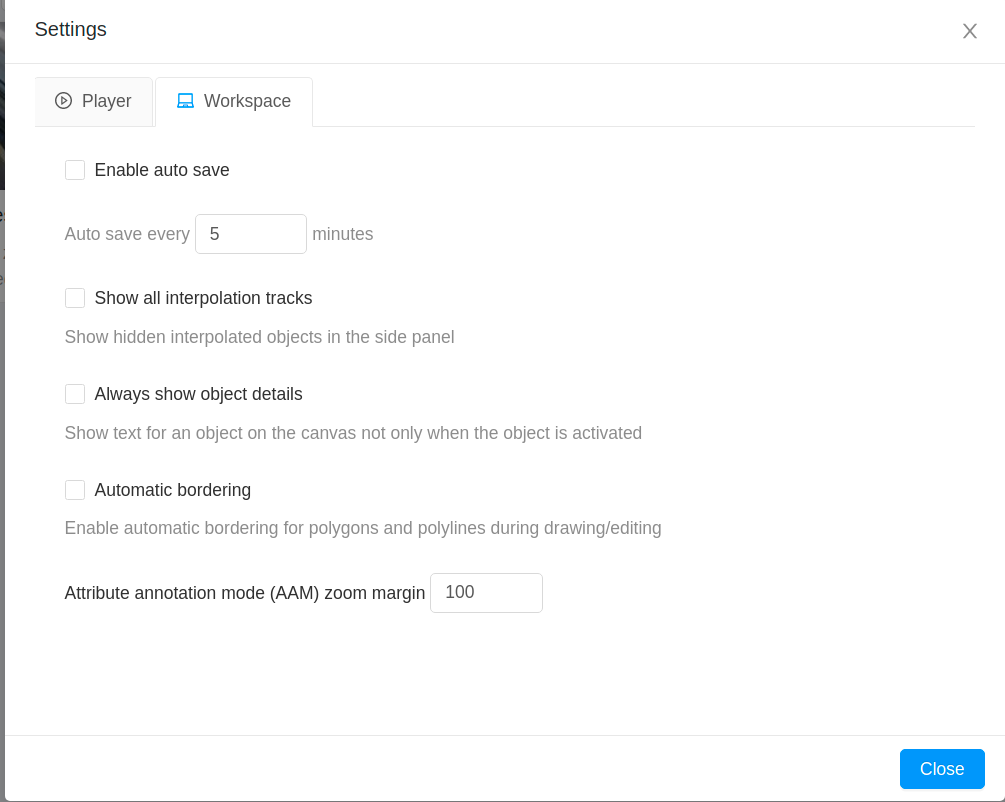 Settings
Player Workspace
Enable auto save
Auto save every 5 minutes
Show all interpolation tracks
Show hidden interpolated objects in the side panel
Always show object details
Show text for an object on the canvas not only when the object is activated
Automatic bordering
Enable automatic bordering for polygons and polylines during drawing/editing
Attribute annotation mode (AAM) zoom margin 100
Close